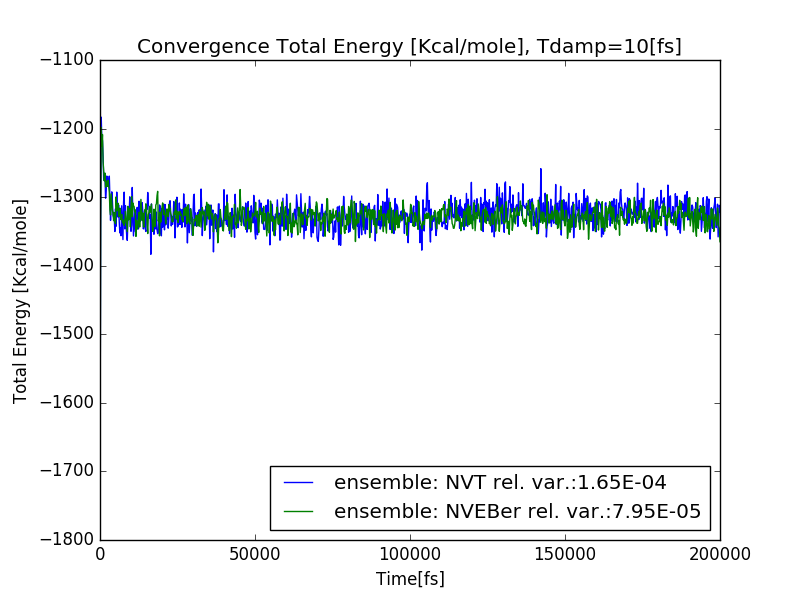 Convergence Total Energy [Kcal/mole], Tdamp=10[fs]
−1100
−1200
−1300
−1400
−1500
−1600
−1700
−1800
Total Energy [Kcal/mole]
ensemble: NVT rel. var.:1.65E-04
ensemble: NVEBer rel. var.:7.95E-05
0 50000 100000 150000 200000
Time[fs]